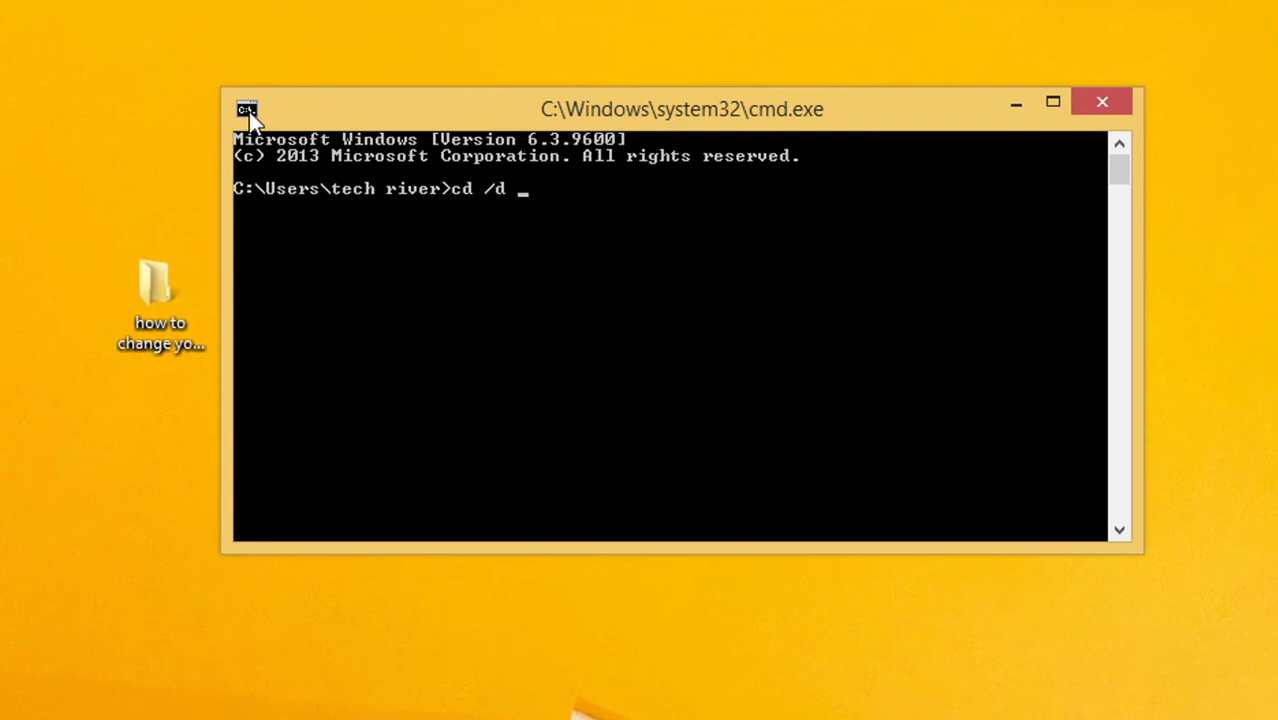 C:\Windows\system32\cmd.exe
Microsoft Windows [Version 6.3.9600]
(c) 2013 Microsoft Corporation. All rights reserved.
C:\Users\tech river>cd /d _
how to
change yo...